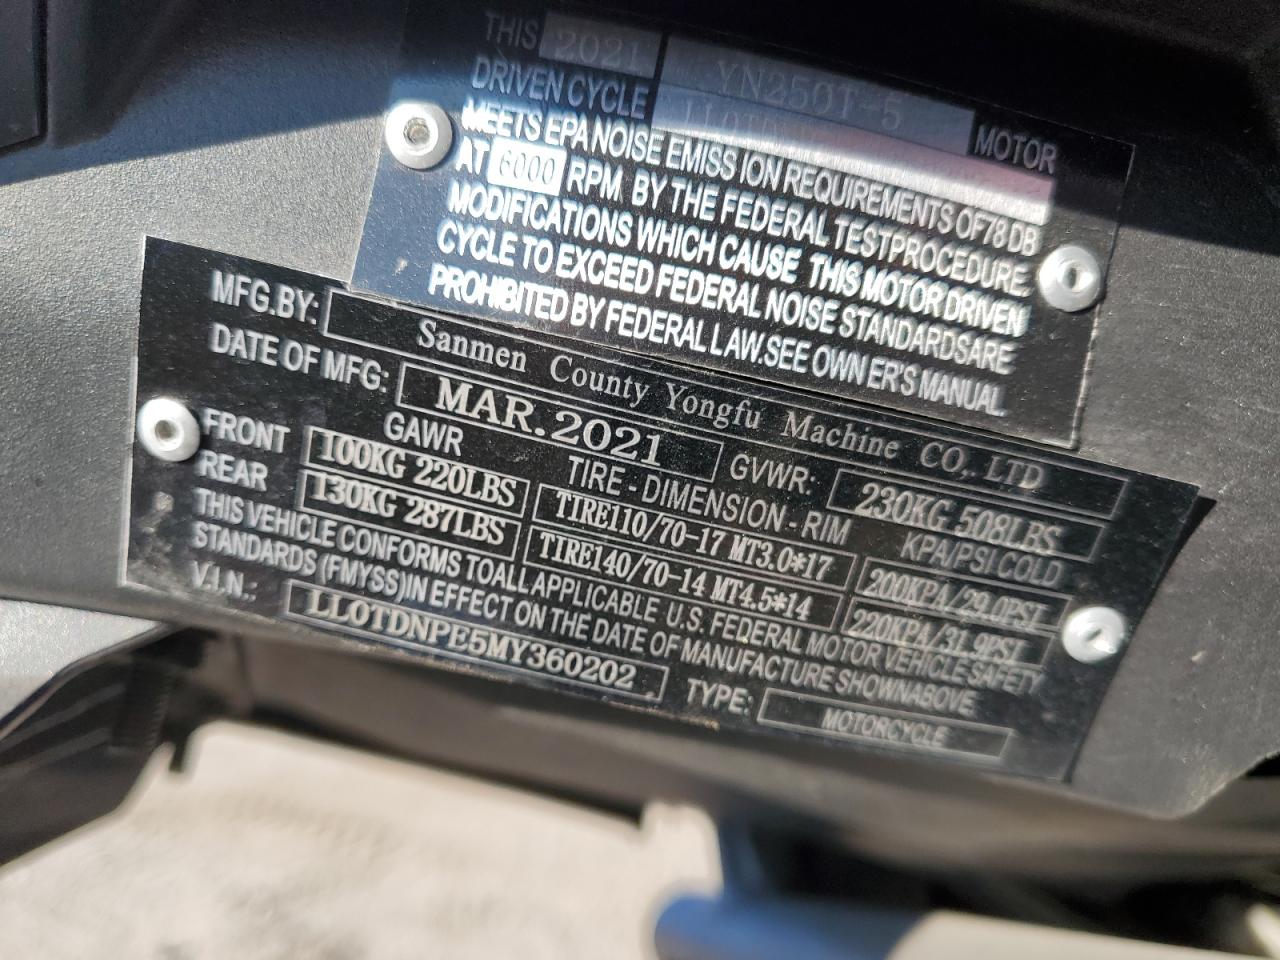 THIS 2021 YN250T-5
DRIVEN CYCLE LL0TDNP MOTOR
MEETS EPA NOISE EMISS ION REQUIREMENTS OF 78 DB
AT 6000 RPM BY THE FEDERAL TESTPROCEDURE.
MODIFICATIONS WHICH CAUSE THIS MOTOR DRIVEN
CYCLE TO EXCEED FEDERAL NOISE STANDARDSARE
PROHIBITED BY FEDERAL LAW.SEE OWN ER'S MANUAL.
MFG.BY: Sanmen County Yongfu Machine CO,. LTD
DATE OF MFG: MAR.2021 GVWR: 230KG 508LBS
GAWR TIRE-DIMENSION-RIM KPA/PSI COLD
FRONT 100KG 220LBS TIRE110/70-17 MT3.0*17 200KPA/29.0PSI
REAR 130KG 287LBS TIRE140/70-14 MT4.5*14 220KPA/31.9PSI
THIS VEHICLE CONFORMS TOALL APPLICABLE U.S. FEDERAL MOTOR VEHICLE SAFETY
STANDARDS (FMYSS)IN EFFECT ON THE DATE OF MANUFACTURE SHOWNABOVE.
V.I.N.: LL0TDNPE5MY360202 TYPE: MOTORCYCLE